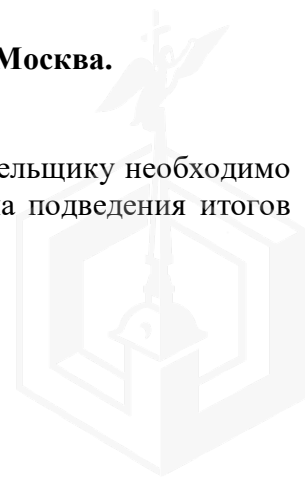 Москва.
ельщику необходимо
а подведения итогов